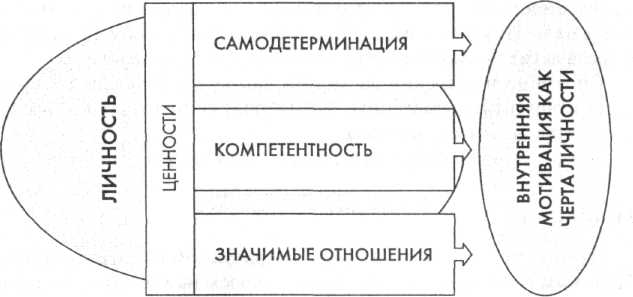 ЛИЧНОСТЬ
ЦЕННОСТИ
САМОДЕТЕРМИНАЦИЯ
КОМПЕТЕНТНОСТЬ
ЗНАЧИМЫЕ ОТНОШЕНИЯ
ВНУТРЕННЯЯ
МОТИВАЦИЯ КАК
ЧЕРТА ЛИЧНОСТИ